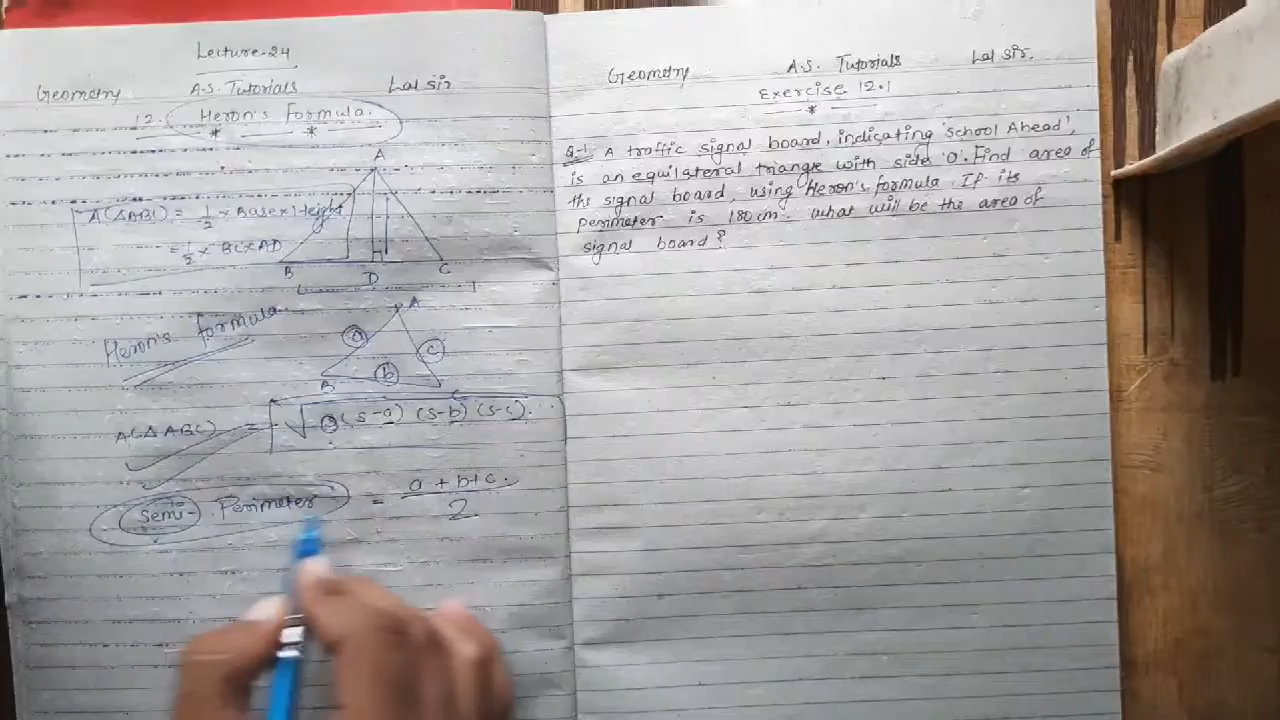 Lecture-24
Geometry A.S. Tutorials Lal sir
12. Heron's Formula.
A
A(ΔABC) = 1/2 × Base × Height
= 1/2 × BC × AD
B D C
Heron's formula
A
a c
B b C
A(ΔABC) = √s(s-a) (s-b) (s-c).
Semi- Perimeter = a + b + c / 2
Geometry A.S. Tutorials Lal sir.
Exercise 12.1
Q-1 A traffic signal board, indicating 'School Ahead',
is an equilateral triangle with side 'a'. Find area of
the signal board, using Heron's formula. If its
perimeter is 180 cm. what will be the area of
signal board?